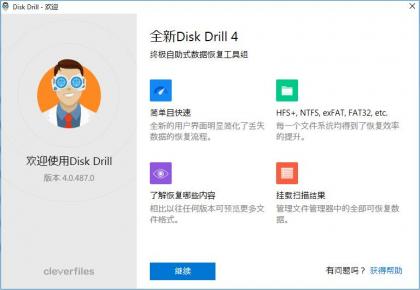 Disk Drill - 欢迎
全新Disk Drill 4
终极自助式数据恢复工具组
简单且快速
全新的用户界面明显简化了丢失
数据的恢复流程。
HFS+, NTFS, exFAT, FAT32, etc.
每一个文件系统均得到了恢复效率
的提升。
欢迎使用Disk Drill
版本 4.0.487.0
了解恢复哪些内容
相比以往任何版本可预览更多文
件格式。
挂载扫描结果
管理文件管理器中的全部可恢复数
据。
cleverfiles
继续
有问题吗？ 获得帮助